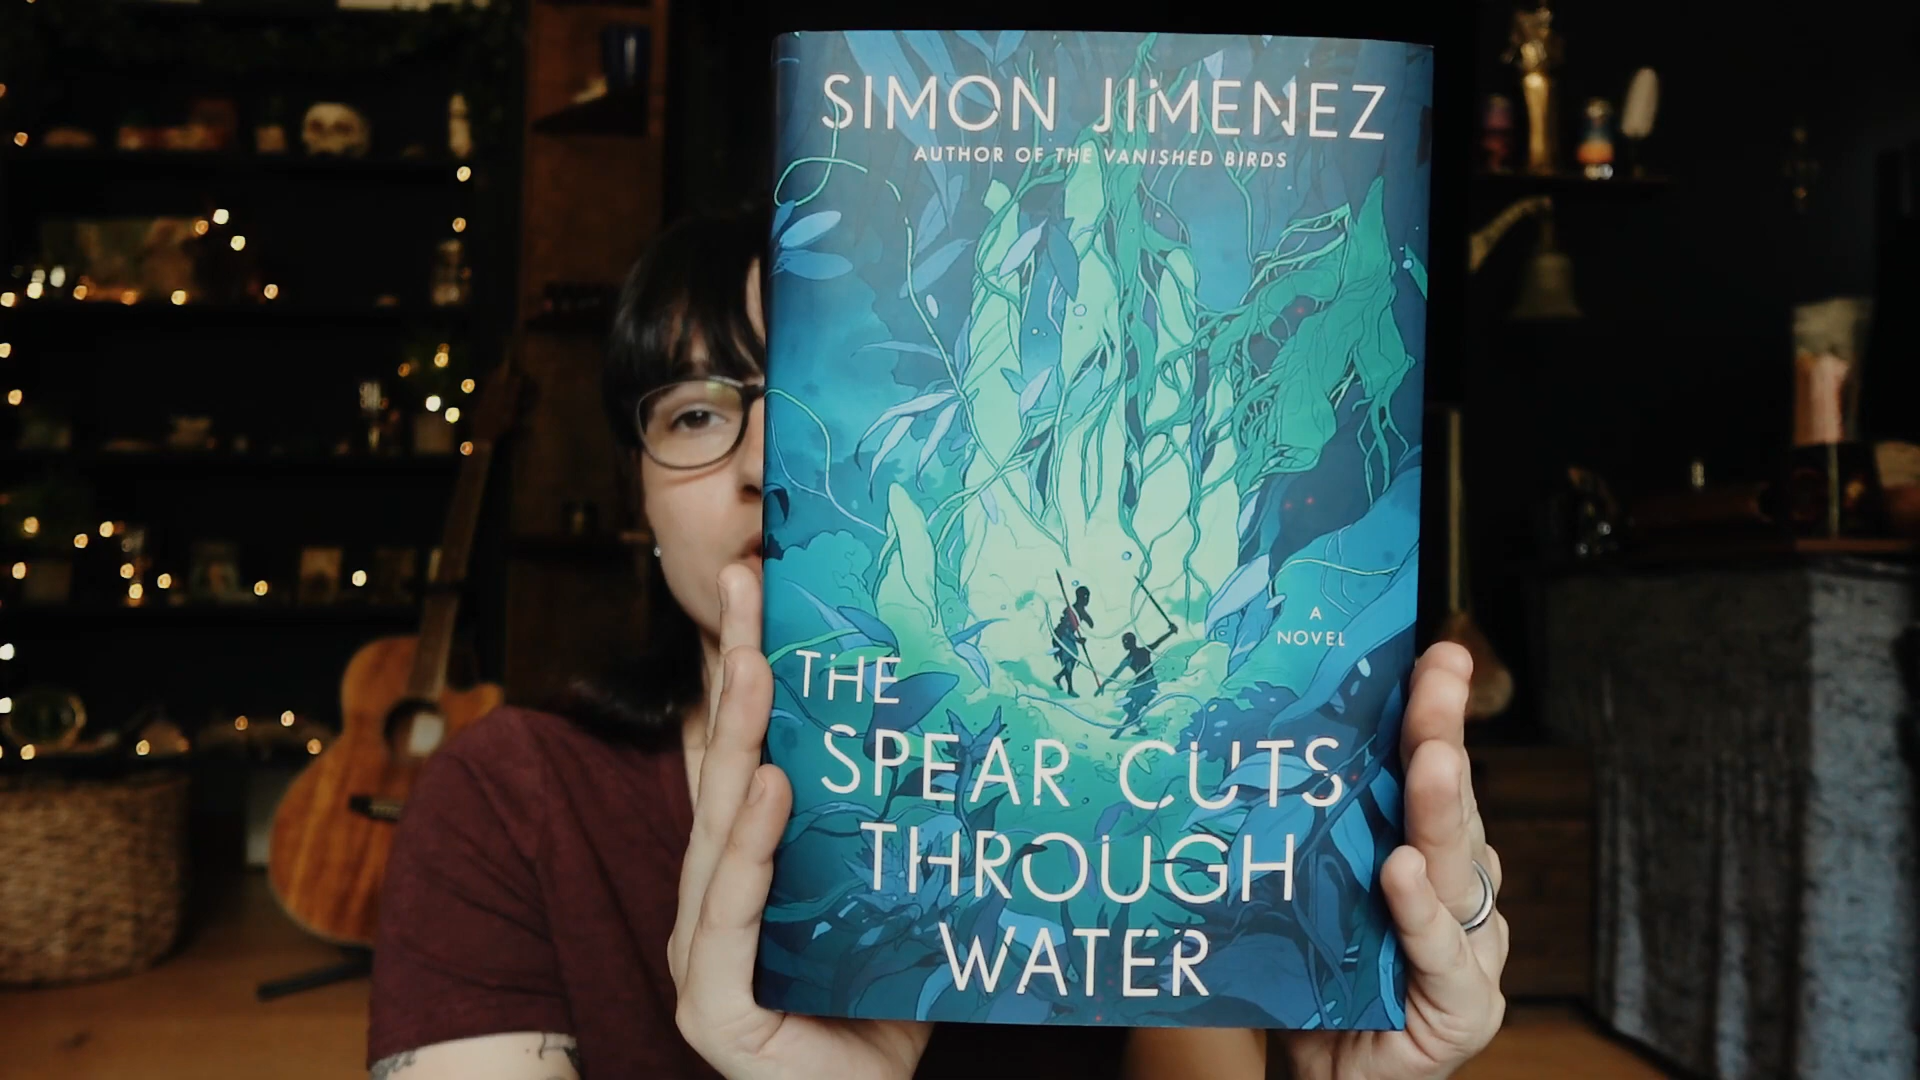 SIMON JIMENEZ
AUTHOR OF THE VANISHED BIRDS
A
NOVEL
THE
SPEAR CUTS
THROUGH
WATER